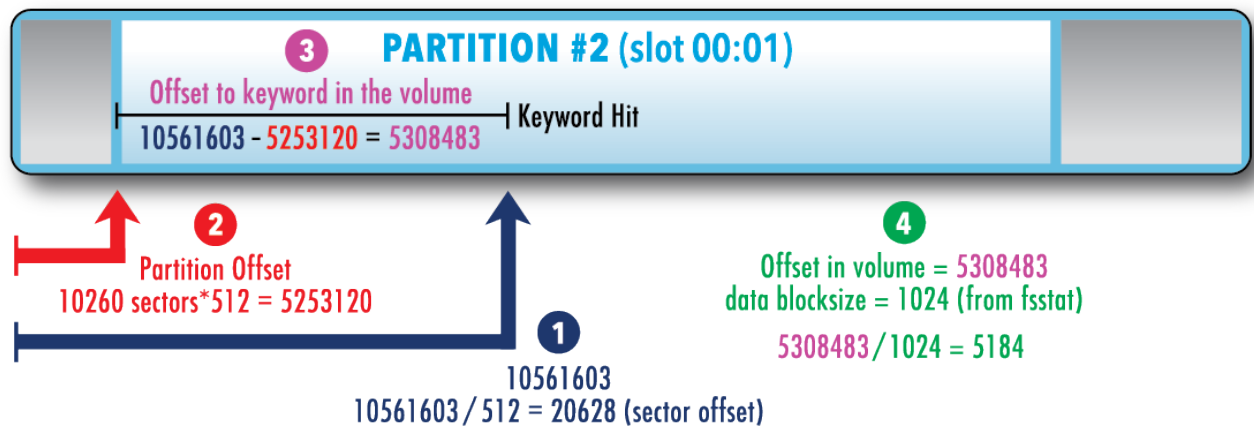 PARTITION #2 (slot 00:01)
3
Offset to keyword in the volume
Keyword Hit
10561603 - 5253120 = 5308483
2
Partition Offset
10260 sectors*512 = 5253120
4
Offset in volume = 5308483
data blocksize = 1024 (from fsstat)
5308483/1024 = 5184
1
10561603
10561603/512 = 20628 (sector offset)